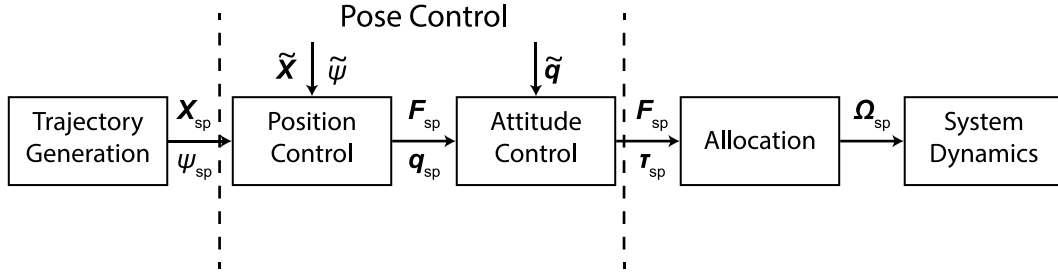 Pose Control
X̃ ψ̃
q̃
Trajectory
Generation
X_sp
ψ_sp
Position
Control
F_sp
q_sp
Attitude
Control
F_sp
τ_sp
Allocation
Ω_sp
System
Dynamics